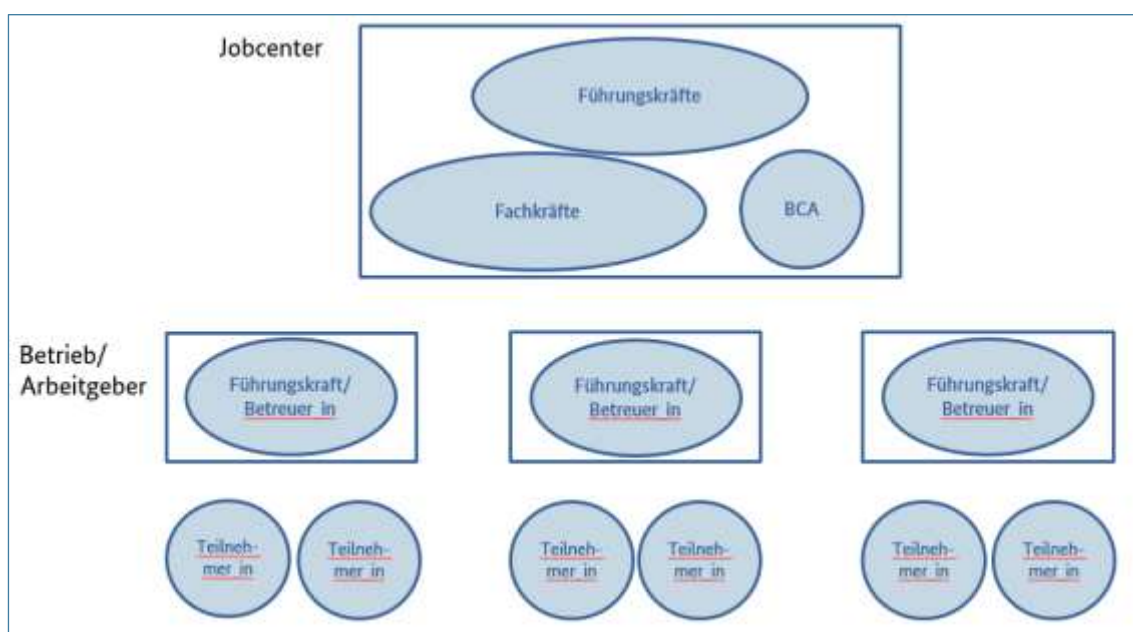 Jobcenter
Führungskräfte
Fachkräfte
BCA
Betrieb/
Arbeitgeber
Führungskraft/
Betreuer_in
Führungskraft/
Betreuer_in
Führungskraft/
Betreuer_in
Teilneh-
mer_in
Teilneh-
mer_in
Teilneh-
mer_in
Teilneh-
mer_in
Teilneh-
mer_in
Teilneh-
mer_in